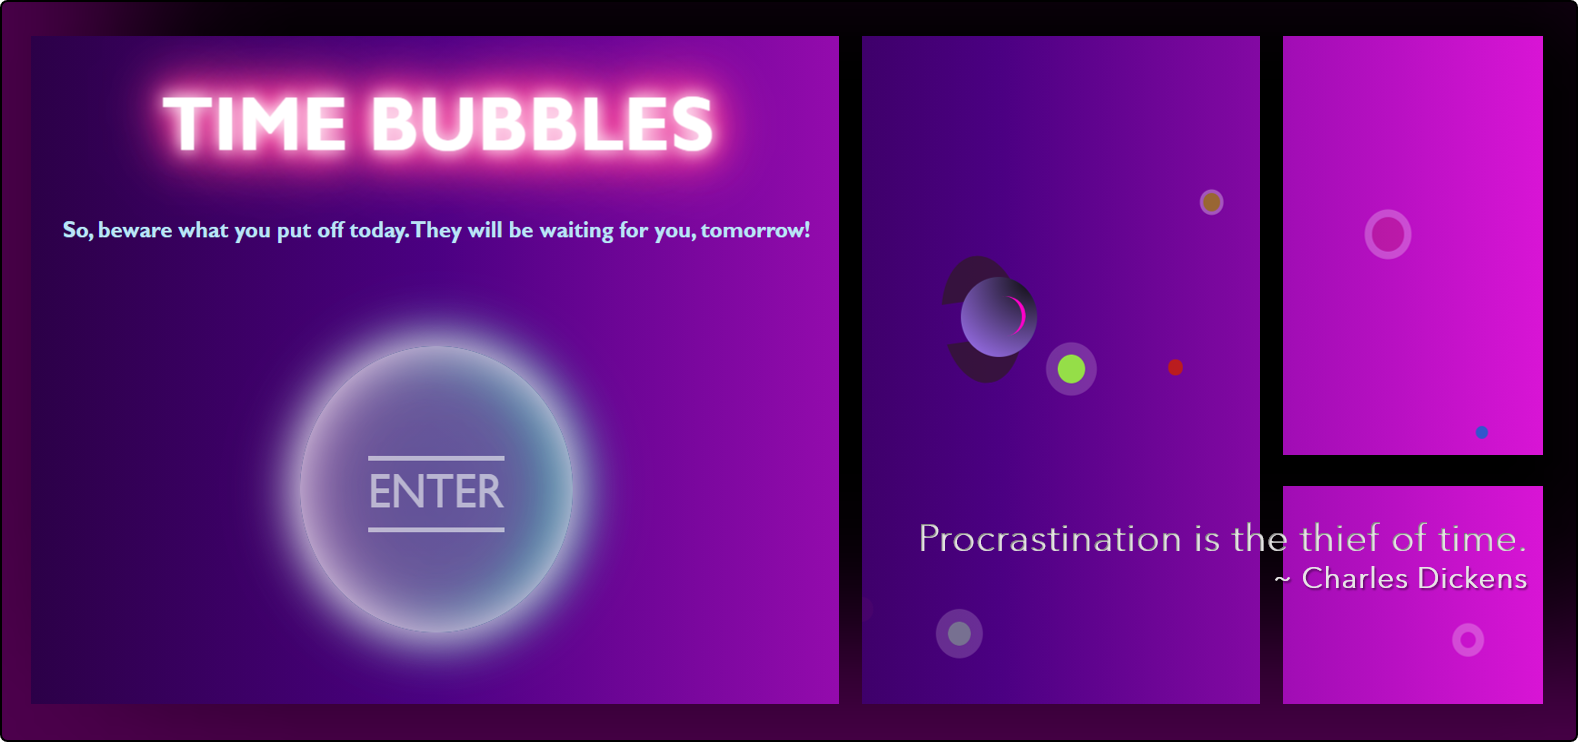 TIME BUBBLES
So, beware what you put off today. They will be waiting for you, tomorrow!
ENTER
Procrastination is the thief of time.
~ Charles Dickens